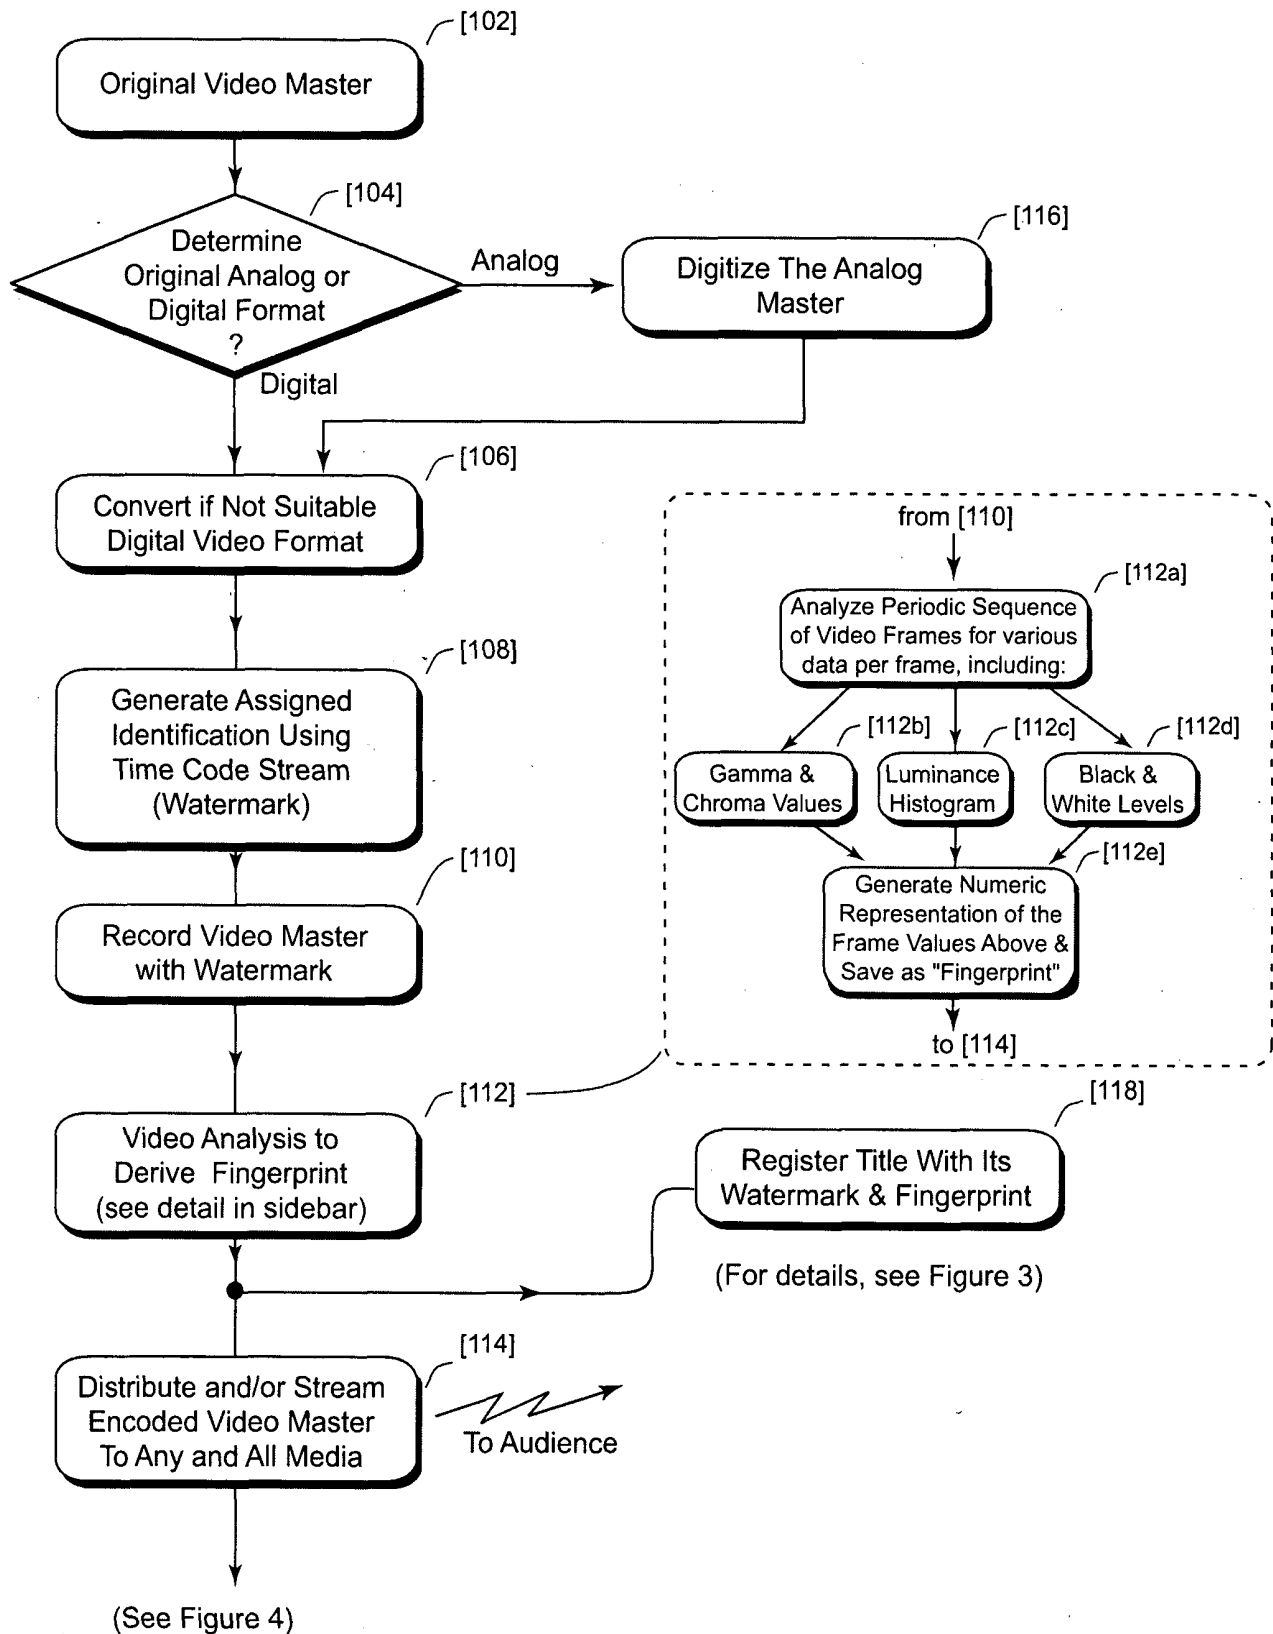 [102]
Original Video Master
[104]
Determine
Original Analog or
Digital Format
?
Analog
Digital
[116]
Digitize The Analog
Master
[106]
Convert if Not Suitable
Digital Video Format
[108]
Generate Assigned
Identification Using
Time Code Stream
(Watermark)
[110]
Record Video Master
with Watermark
[112]
Video Analysis to
Derive Fingerprint
(see detail in sidebar)
from [110]
[112a]
Analyze Periodic Sequence
of Video Frames for various
data per frame, including:
[112b]
Gamma &
Chroma Values
[112c]
Luminance
Histogram
[112d]
Black &
White Levels
[112e]
Generate Numeric
Representation of the
Frame Values Above &
Save as "Fingerprint"
to [114]
[118]
Register Title With Its
Watermark & Fingerprint
(For details, see Figure 3)
[114]
Distribute and/or Stream
Encoded Video Master
To Any and All Media
To Audience
(See Figure 4)